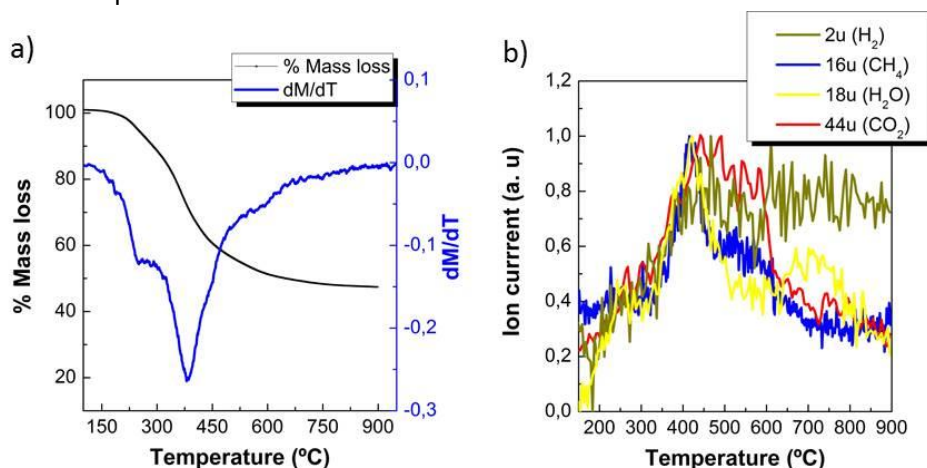 a)
% Mass loss
dM/dT
% Mass loss
100
80
60
40
20
0,1
0,0
-0,1
-0,2
-0,3
dM/dT
150 300 450 600 750 900
Temperature (ºC)
b)
2u (H₂)
16u (CH₄)
18u (H₂O)
44u (CO₂)
Ion currrent (a. u)
1,2
1,0
0,8
0,6
0,4
0,2
0,0
200 300 400 500 600 700 800 900
Temperature (ºC)